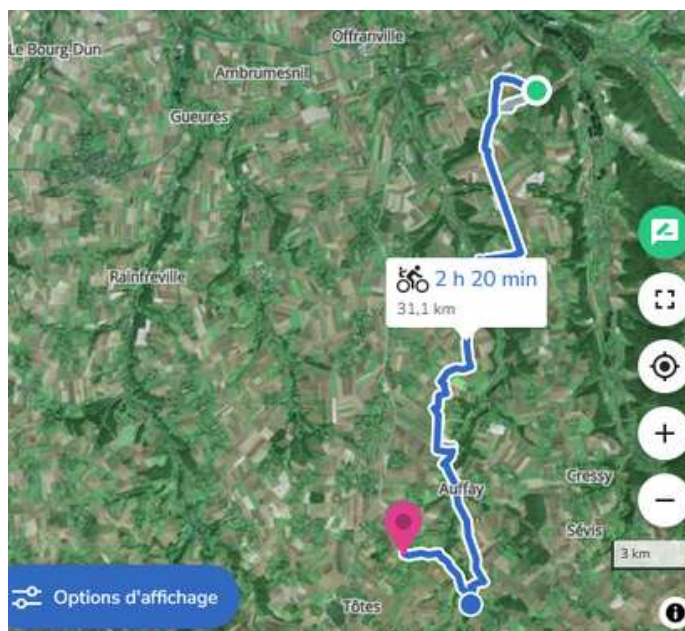 Offranville
Le Bourg-Dun
Ambrumesnil
Gueures
Rainfreville
2 h 20 min
31,1 km
Auffay
Cressy
Sévis
3 km
Options d'affichage
Tôtes